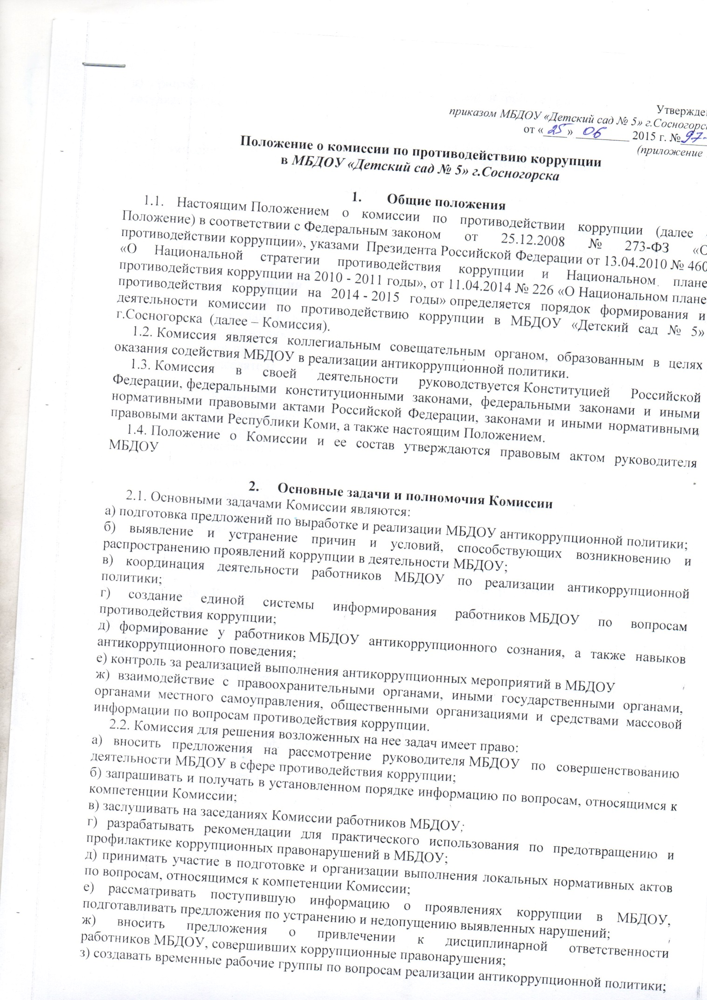 Утвержден
приказом МБДОУ «Детский сад № 5» г.Сосногорск
от «25» 06 2015 г. №97-
(приложение
Положение о комиссии по противодействию коррупции
в МБДОУ «Детский сад № 5» г.Сосногорска
1. Общие положения
1.1. Настоящим Положением о комиссии по противодействии коррупции (далее -
Положение) в соответствии с Федеральным законом от 25.12.2008 № 273-ФЗ «О
противодействии коррупции», указами Президента Российской Федерации от 13.04.2010 № 460
«О Национальной стратегии противодействия коррупции и Национальном плане
противодействия коррупции на 2010 - 2011 годы», от 11.04.2014 № 226 «О Национальном плане
противодействия коррупции на 2014 - 2015 годы» определяется порядок формирования и
деятельности комиссии по противодействию коррупции в МБДОУ «Детский сад № 5»
г.Сосногорска (далее – Комиссия).
1.2. Комиссия является коллегиальным совещательным органом, образованным в целях
оказания содействия МБДОУ в реализации антикоррупционной политики.
1.3. Комиссия в своей деятельности руководствуется Конституцией Российской
Федерации, федеральными конституционными законами, федеральными законами и иными
нормативными правовыми актами Российской Федерации, законами и иными нормативными
правовыми актами Республики Коми, а также настоящим Положением.
1.4. Положение о Комиссии и ее состав утверждаются правовым актом руководителя
МБДОУ
2. Основные задачи и полномочия Комиссии
2.1. Основными задачами Комиссии являются:
а) подготовка предложений по выработке и реализации МБДОУ антикоррупционной политики;
б) выявление и устранение причин и условий, способствующих возникновению и
распространению проявлений коррупции в деятельности МБДОУ;
в) координация деятельности работников МБДОУ по реализации антикоррупционной
политики;
г) создание единой системы информирования работников МБДОУ по вопросам
противодействия коррупции;
д) формирование у работников МБДОУ антикоррупционного сознания, а также навыков
антикоррупционного поведения;
е) контроль за реализацией выполнения антикоррупционных мероприятий в МБДОУ
ж) взаимодействие с правоохранительными органами, иными государственными органами,
органами местного самоуправления, общественными организациями и средствами массовой
информации по вопросам противодействия коррупции.
2.2. Комиссия для решения возложенных на нее задач имеет право:
а) вносить предложения на рассмотрение руководителя МБДОУ по совершенствованию
деятельности МБДОУ в сфере противодействия коррупции;
б) запрашивать и получать в установленном порядке информацию по вопросам, относящимся к
компетенции Комиссии;
в) заслушивать на заседаниях Комиссии работников МБДОУ;
г) разрабатывать рекомендации для практического использования по предотвращению и
профилактике коррупционных правонарушений в МБДОУ;
д) принимать участие в подготовке и организации выполнения локальных нормативных актов
по вопросам, относящимся к компетенции Комиссии;
е) рассматривать поступившую информацию о проявлениях коррупции в МБДОУ,
подготавливать предложения по устранению и недопущению выявленных нарушений;
ж) вносить предложения о привлечении к дисциплинарной ответственности
работников МБДОУ, совершивших коррупционные правонарушения;
з) создавать временные рабочие группы по вопросам реализации антикоррупционной политики;